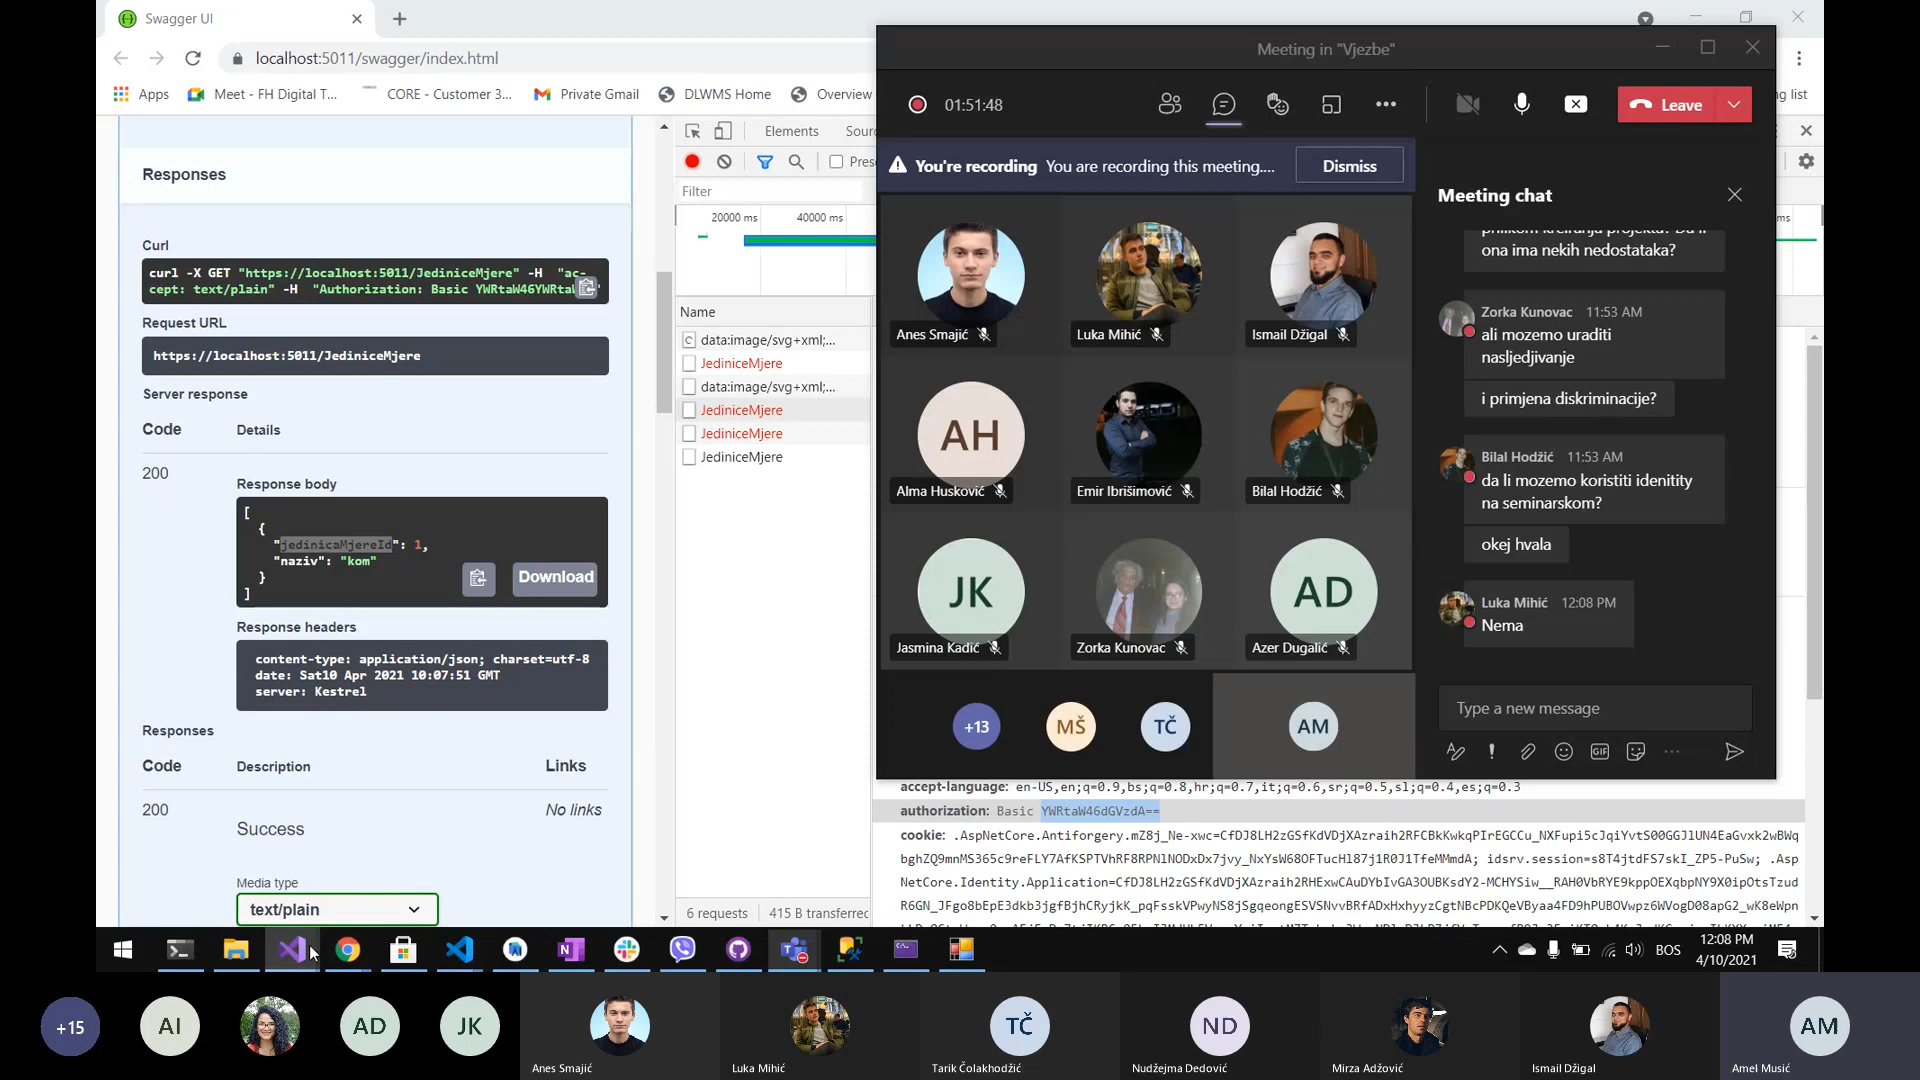 Swagger UI
localhost:5011/swagger/index.html
Apps
Meet - FH Digital T...
CORE - Customer 3...
Private Gmail
DLWMS Home
Overview
ng list
Responses
Curl
curl -X GET "https://localhost:5011/JediniceMjere" -H  "ac-
cept: text/plain" -H  "Authorization: Basic
Request URL
https://localhost:5011/JediniceMjere
Server response
Code
Details
200
Response body
[
{
"jedinicaMjereId": 1,
"naziv": "kom"
}
]
Download
Response headers
content-type: application/json; charset=utf-8
date: Sat10 Apr 2021 10:07:51 GMT
server: Kestrel
Responses
Code
Description
Links
200
Success
No links
Media type
text/plain
Elements
Filter
20000 ms
40000 ms
ms
Name
data:image/svg+xml;...
JediniceMjere
data:image/svg+xml;...
JediniceMjere
JediniceMjere
JediniceMjere
6 requests
415 B transferred
Meeting in "Vjezbe"
01:51:48
Leave
You're recording You are recording this meeting....
Dismiss
Anes Smajić
Luka Mihić
Ismail Džigal
AH
Alma Husković
Emir Ibrišimović
Bilal Hodžić
JK
Jasmina Kadić
Zorka Kunovac
AD
Azer Dugalić
+13
MŠ
TČ
AM
Meeting chat
ona ima nekih nedostataka?
Zorka Kunovac 11:53 AM
ali mozemo uraditi
nasljedjivanje
i primjena diskriminacije?
Bilal Hodžić 11:53 AM
da li mozemo koristiti idenitity
na seminarskom?
okej hvala
Luka Mihić 12:08 PM
Nema
Type a new message
GIF
accept-language: en-US,en;q=0.9,bs;q=0.8,hr;q=0.7,it;q=0.6,sr;q=0.5,sl;q=0.4,es;q=0.3
authorization: Basic YWRtaW46dGVzdA==
cookie:
BOS
12:08 PM
4/10/2021
+15
AI
AD
JK
Anes Smajić
Luka Mihić
TČ
Tarik Čolakhodžić
ND
Nudžejma Dedović
Mirza Adžović
Ismail Džigal
AM
Amel Musić